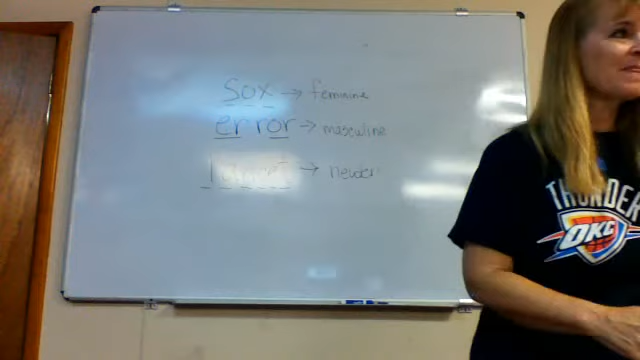 Sox → feminine
error → masculine
→ neuter
THUNDER
OKC